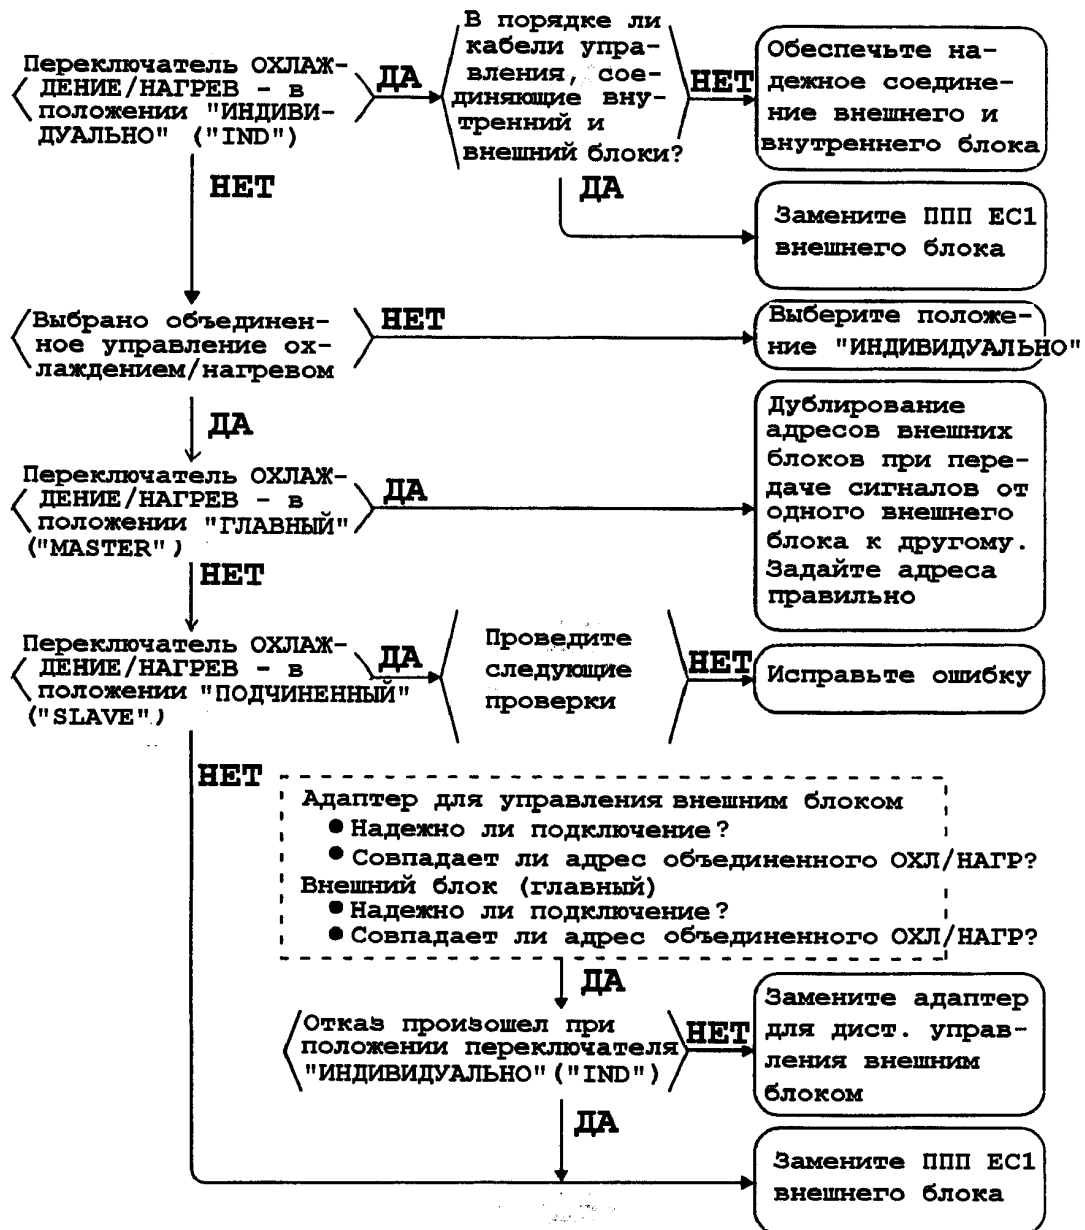 Переключатель ОХЛАЖ-
ДЕНИЕ/НАГРЕВ - в
положении "ИНДИВИ-
ДУАЛЬНО" ("IND")
ДА
В порядке ли
кабели упра-
вления, сое-
диняющие вну-
тренний и
внешний блоки?
НЕТ
Обеспечьте на-
дежное соедине-
ние внешнего и
внутреннего блока
НЕТ
ДА
Замените ППП ЕС1
внешнего блока
Выбрано объединен-
ное управление ох-
лаждением/нагревом
НЕТ
Выберите положе-
ние "ИНДИВИДУАЛЬНО"
ДА
Переключатель ОХЛАЖ-
ДЕНИЕ/НАГРЕВ - в
положении "ГЛАВНЫЙ"
("MASTER")
ДА
Дублирование
адресов внешних
блоков при пере-
даче сигналов от
одного внешнего
блока к другому.
Задайте адреса
правильно
НЕТ
Переключатель ОХЛАЖ-
ДЕНИЕ/НАГРЕВ - в
положении "ПОДЧИНЕННЫЙ"
("SLAVE")
ДА
Проведите
следующие
проверки
НЕТ
Исправьте ошибку
НЕТ
Адаптер для управления внешним блоком
● Надежно ли подключение?
● Совпадает ли адрес объединенного ОХЛ/НАГР?
Внешний блок (главный)
● Надежно ли подключение?
● Совпадает ли адрес объединенного ОХЛ/НАГР?
ДА
Отказ произошел при
положении переключателя
"ИНДИВИДУАЛЬНО" ("IND")
НЕТ
Замените адаптер
для дист. управ-
ления внешним
блоком
ДА
Замените ППП ЕС1
внешнего блока